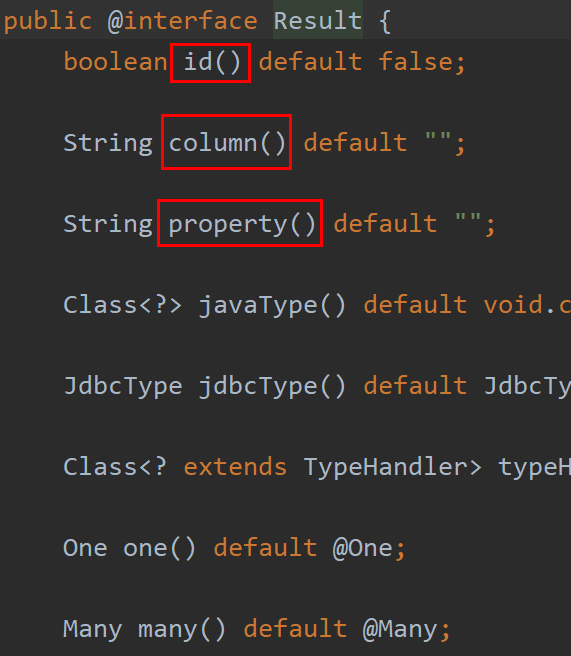 public @interface Result {
boolean id() default false;
String column() default "";
String property() default "";
Class<?> javaType() default void.c
JdbcType jdbcType() default JdbcTy
Class<? extends TypeHandler> typeH
One one() default @One;
Many many() default @Many;